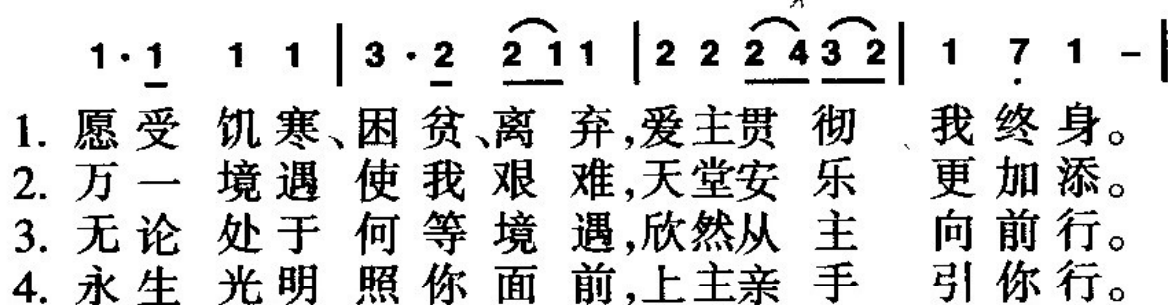 1 · 1 1 1 | 3 · 2 2 1 1 | 2 2 2 4 3 2 | 1 7 1 – |
1. 愿受饥寒、困贫、离弃,爱主贯彻、我终身。
2. 万一境遇使我艰难,天堂安乐更加添。
3. 无论处于何等境遇,欣然从主向前行。
4. 永生光明照你面前,上主亲手引你行。